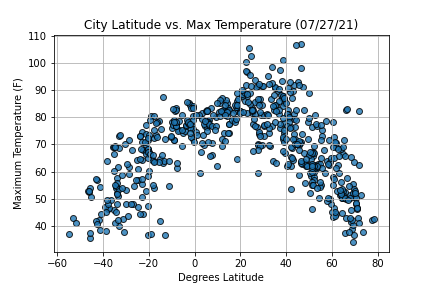 City Latitude vs. Max Temperature (07/27/21)
110
100
90
80
70
60
50
40
Maximum Temperature (F)
−60 −40 −20 0 20 40 60 80
Degrees Latitude